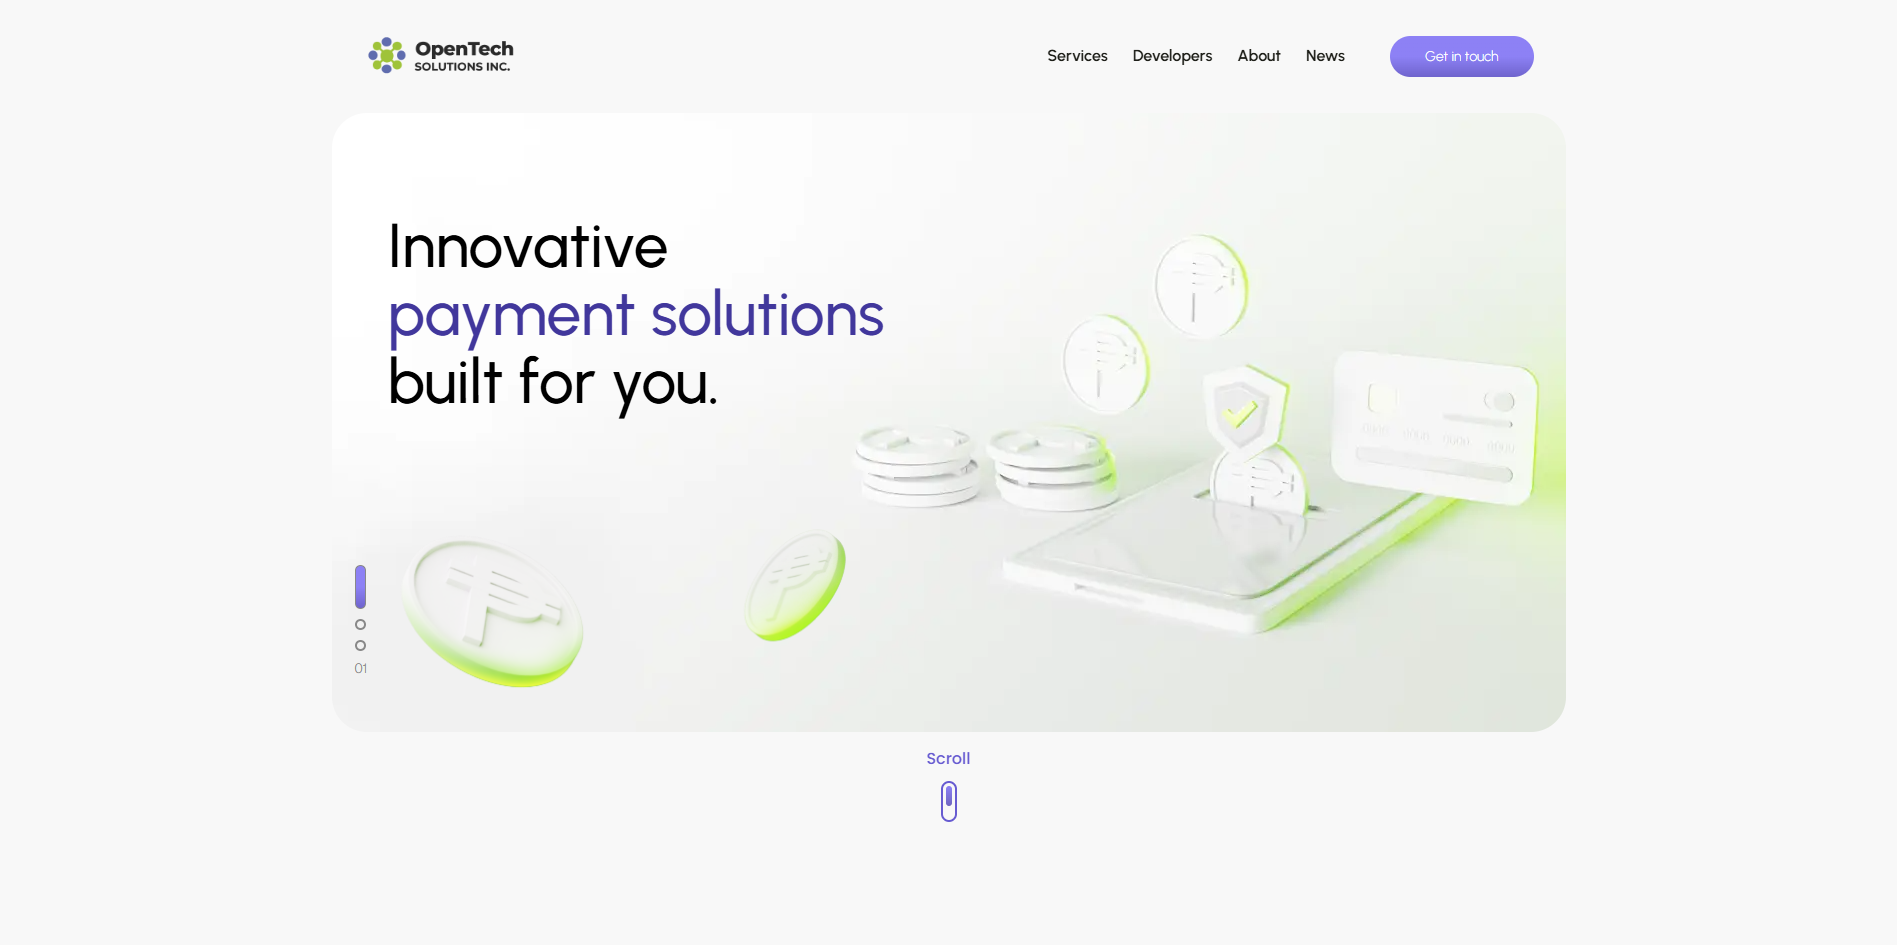 OpenTech
SOLUTIONS INC.
Services
Developers
About
News
Get in touch
Innovative
payment solutions
built for you.
01
Scroll